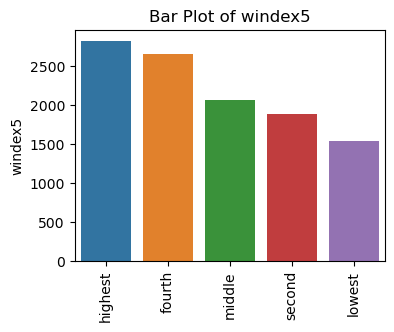 Bar Plot of windex5
windex5
2500
2000
1500
1000
500
0
highest
fourth
middle
second
lowest